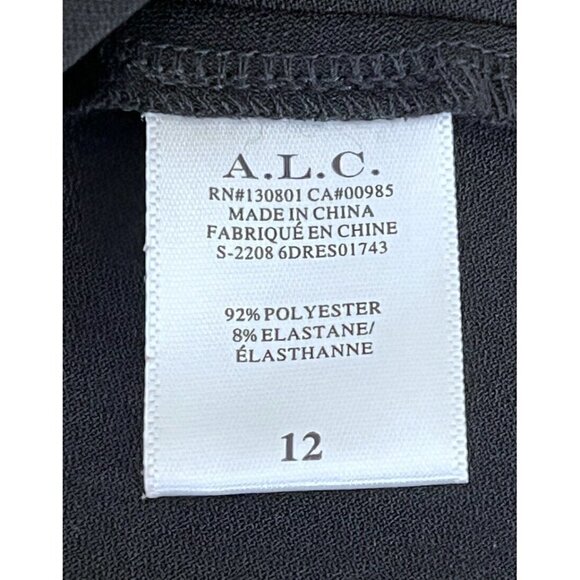 A.L.C.
RN#130801 CA#00985
MADE IN CHINA
FABRIQUÉ EN CHINE
S-2208 6DRES01743
92% POLYESTER
8% ELASTANE/
ÉLASTHANNE
12